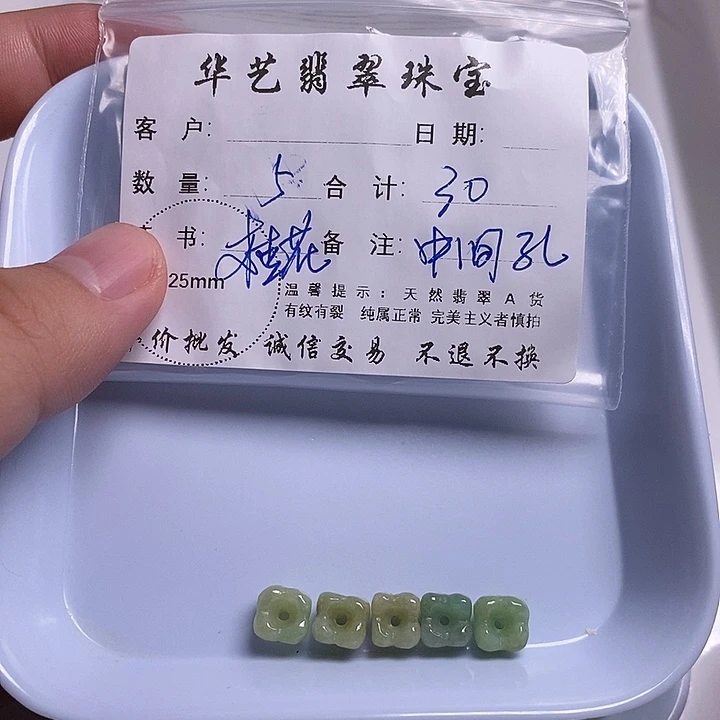 华艺翡翠珠宝
客 户: 日 期:
数 量: 5 合 计: 30
书: 桂花 备 注: 中间孔
25mm
温馨提示:天然翡翠A货
有纹有裂 纯属正常 完美主义者慎拍
价批发 诚信交易 不退不换